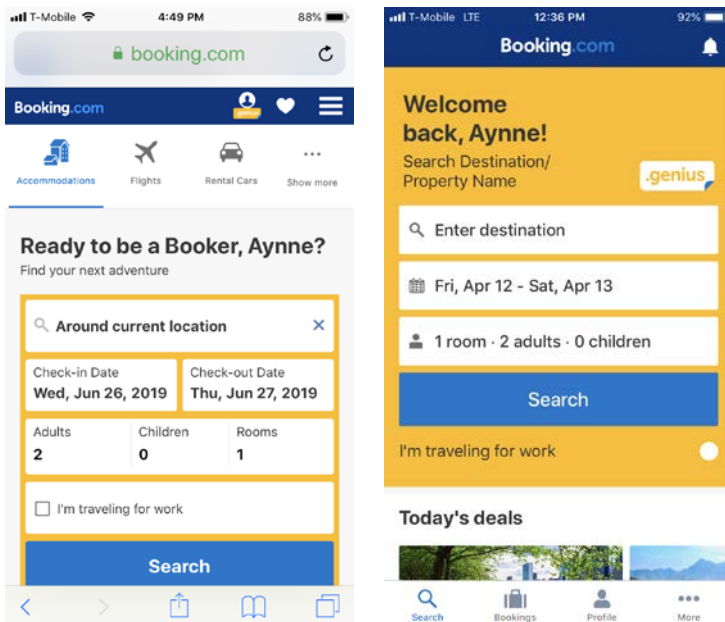 T-Mobile 4:49 PM 88%
booking.com
Booking.com
.genius
Accommodations Flights Rental Cars Show more
Ready to be a Booker, Aynne?
Find your next adventure
Around current location
Check-in Date Check-out Date
Wed, Jun 26, 2019 Thu, Jun 27, 2019
Adults Children Rooms
2 0 1
I'm traveling for work
Search
T-Mobile LTE 12:36 PM 92%
Booking.com
Welcome
back, Aynne!
Search Destination/
Property Name
.genius
Enter destination
Fri, Apr 12 - Sat, Apr 13
1 room · 2 adults · 0 children
Search
I'm traveling for work
Today's deals
Search Bookings Profile More